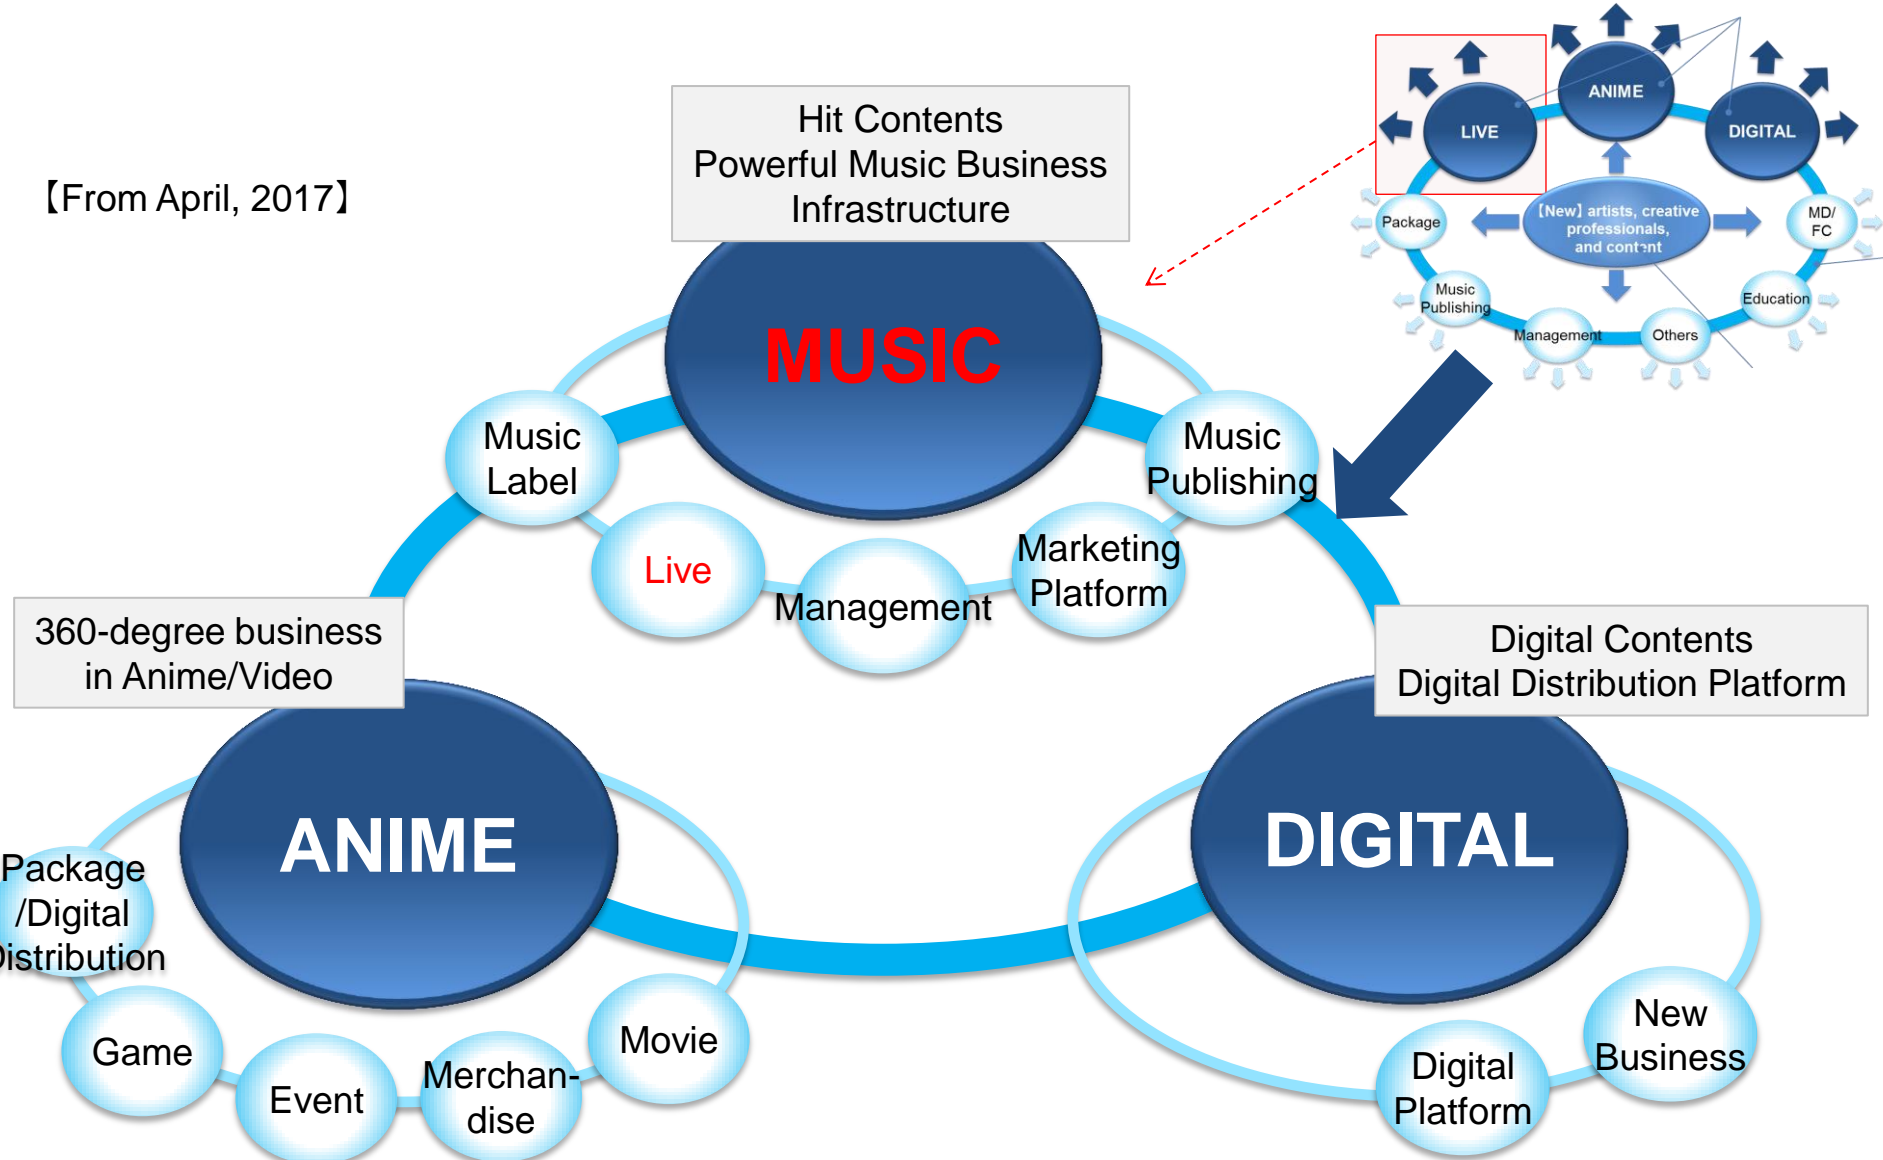 【From April, 2017】
Hit Contents
Powerful Music Business
Infrastructure
MUSIC
Music
Label
Live
Management
Marketing
Platform
Music
Publishing
LIVE
ANIME
DIGITAL
Package
【New】artists, creative
professionals,
and content
MD/
FC
Music
Publishing
Management
Others
Education
360-degree business
in Anime/Video
ANIME
Package
/Digital
Distribution
Game
Event
Merchan-
dise
Movie
Digital Contents
Digital Distribution Platform
DIGITAL
Digital
Platform
New
Business